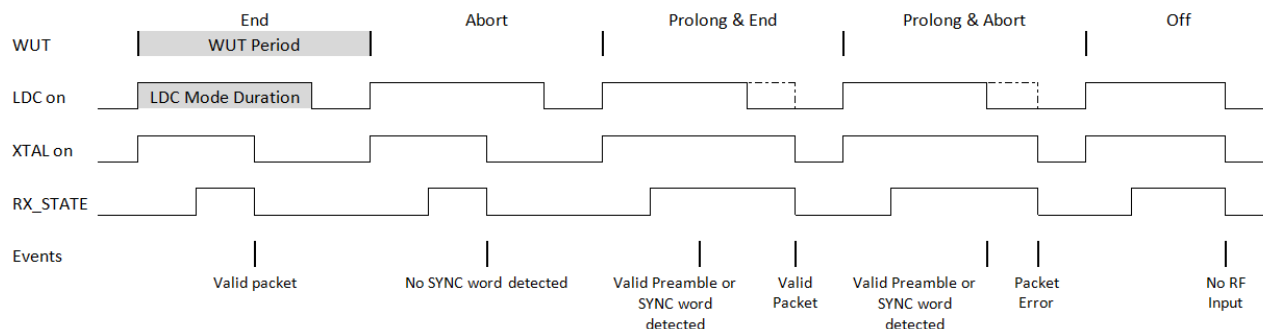 End
Abort
Prolong & End
Prolong & Abort
Off
WUT
WUT Period
LDC on
LDC Mode Duration
XTAL on
RX_STATE
Events
Valid packet
No SYNC word detected
Valid Preamble or
SYNC word
detected
Valid
Packet
Valid Preamble or
SYNC word
detected
Packet
Error
No RF
Input